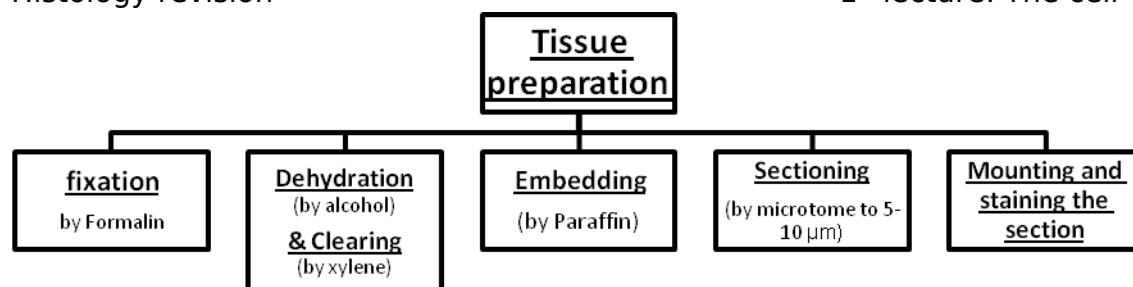 Histology revision
lecture: The cell
Tissue
preparation
fixation
by Formalin
Dehydration
(by alcohol)
& Clearing
(by xylene)
Embedding
(by Paraffin)
Sectioning
(by microtome to 5-
10 µm)
Mounting and
staining the
section